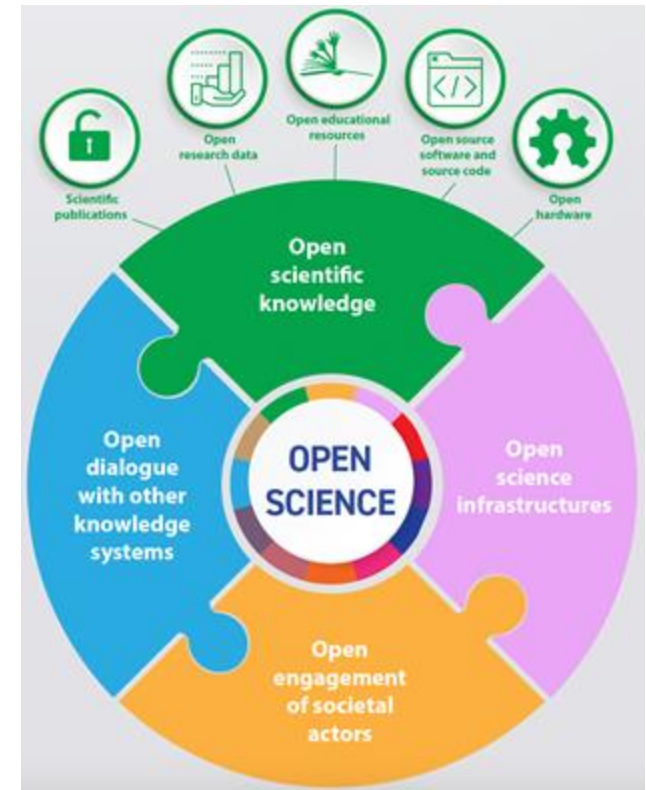 Scientific
publications
Open
research data
Open educational
resources
</>
Open source
software and
source code
Open
hardware
Open
scientific
knowledge
Open
dialogue
with other
knowledge
systems
OPEN
SCIENCE
Open
science
infrastructures
Open
engagement
of societal
actors